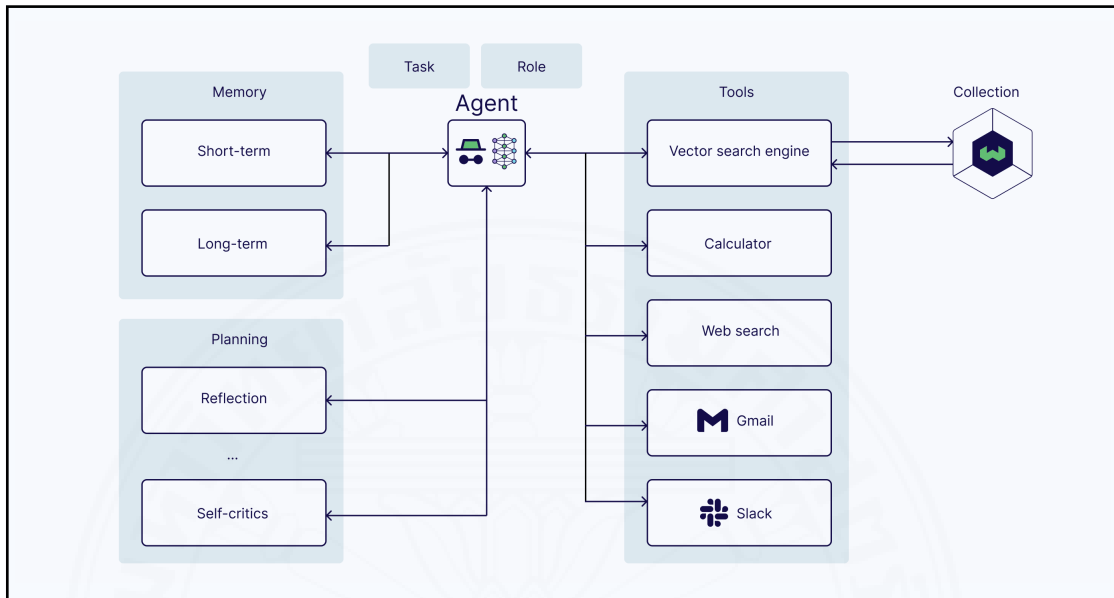 Task
Role
Memory
Agent
Tools
Collection
Short-term
Vector search engine
Long-term
Calculator
Planning
Web search
Reflection
...
Gmail
Self-critics
Slack